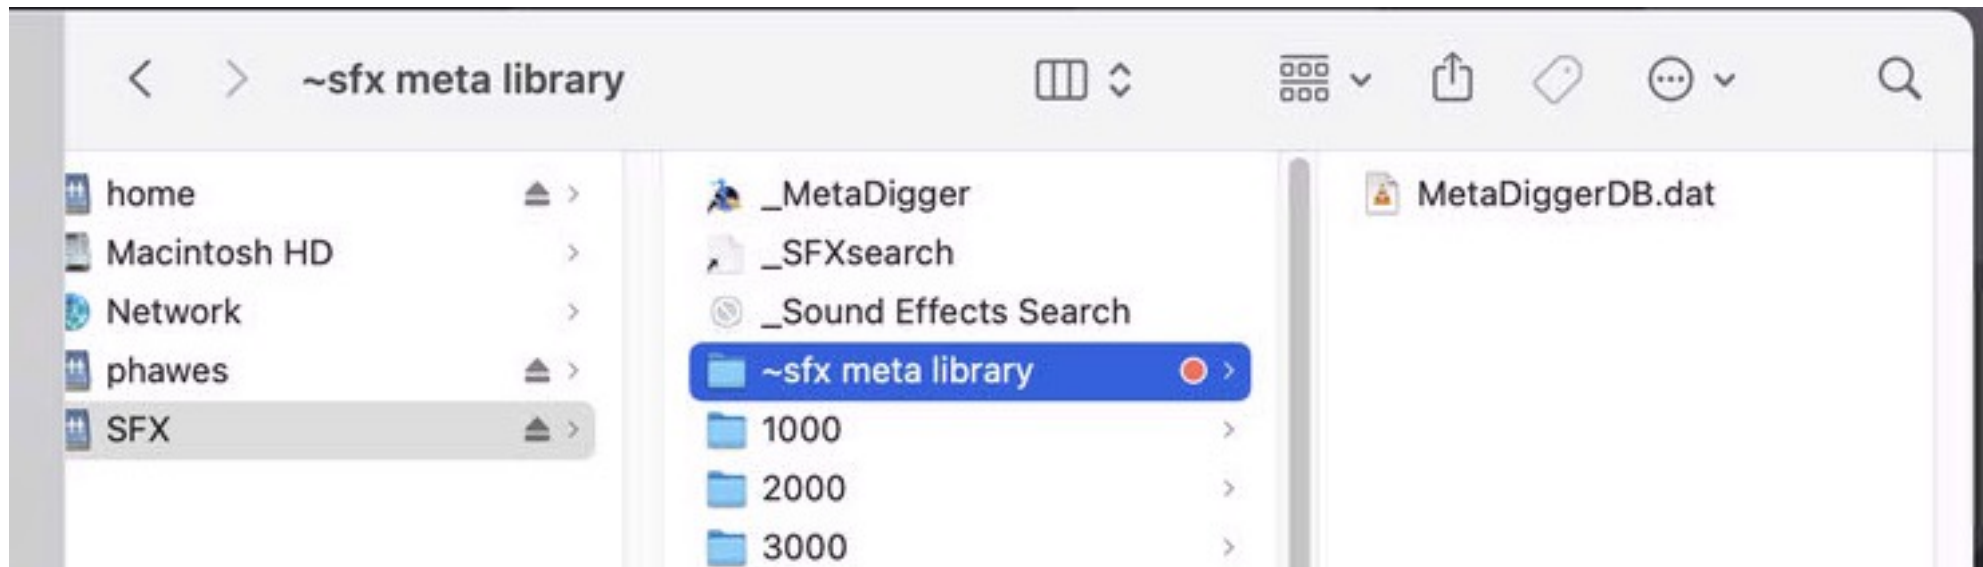 ~sfx meta library
home
Macintosh HD
Network
phawes
SFX
_MetaDigger
_SFXsearch
_Sound Effects Search
~sfx meta library
1000
2000
3000
MetaDiggerDB.dat